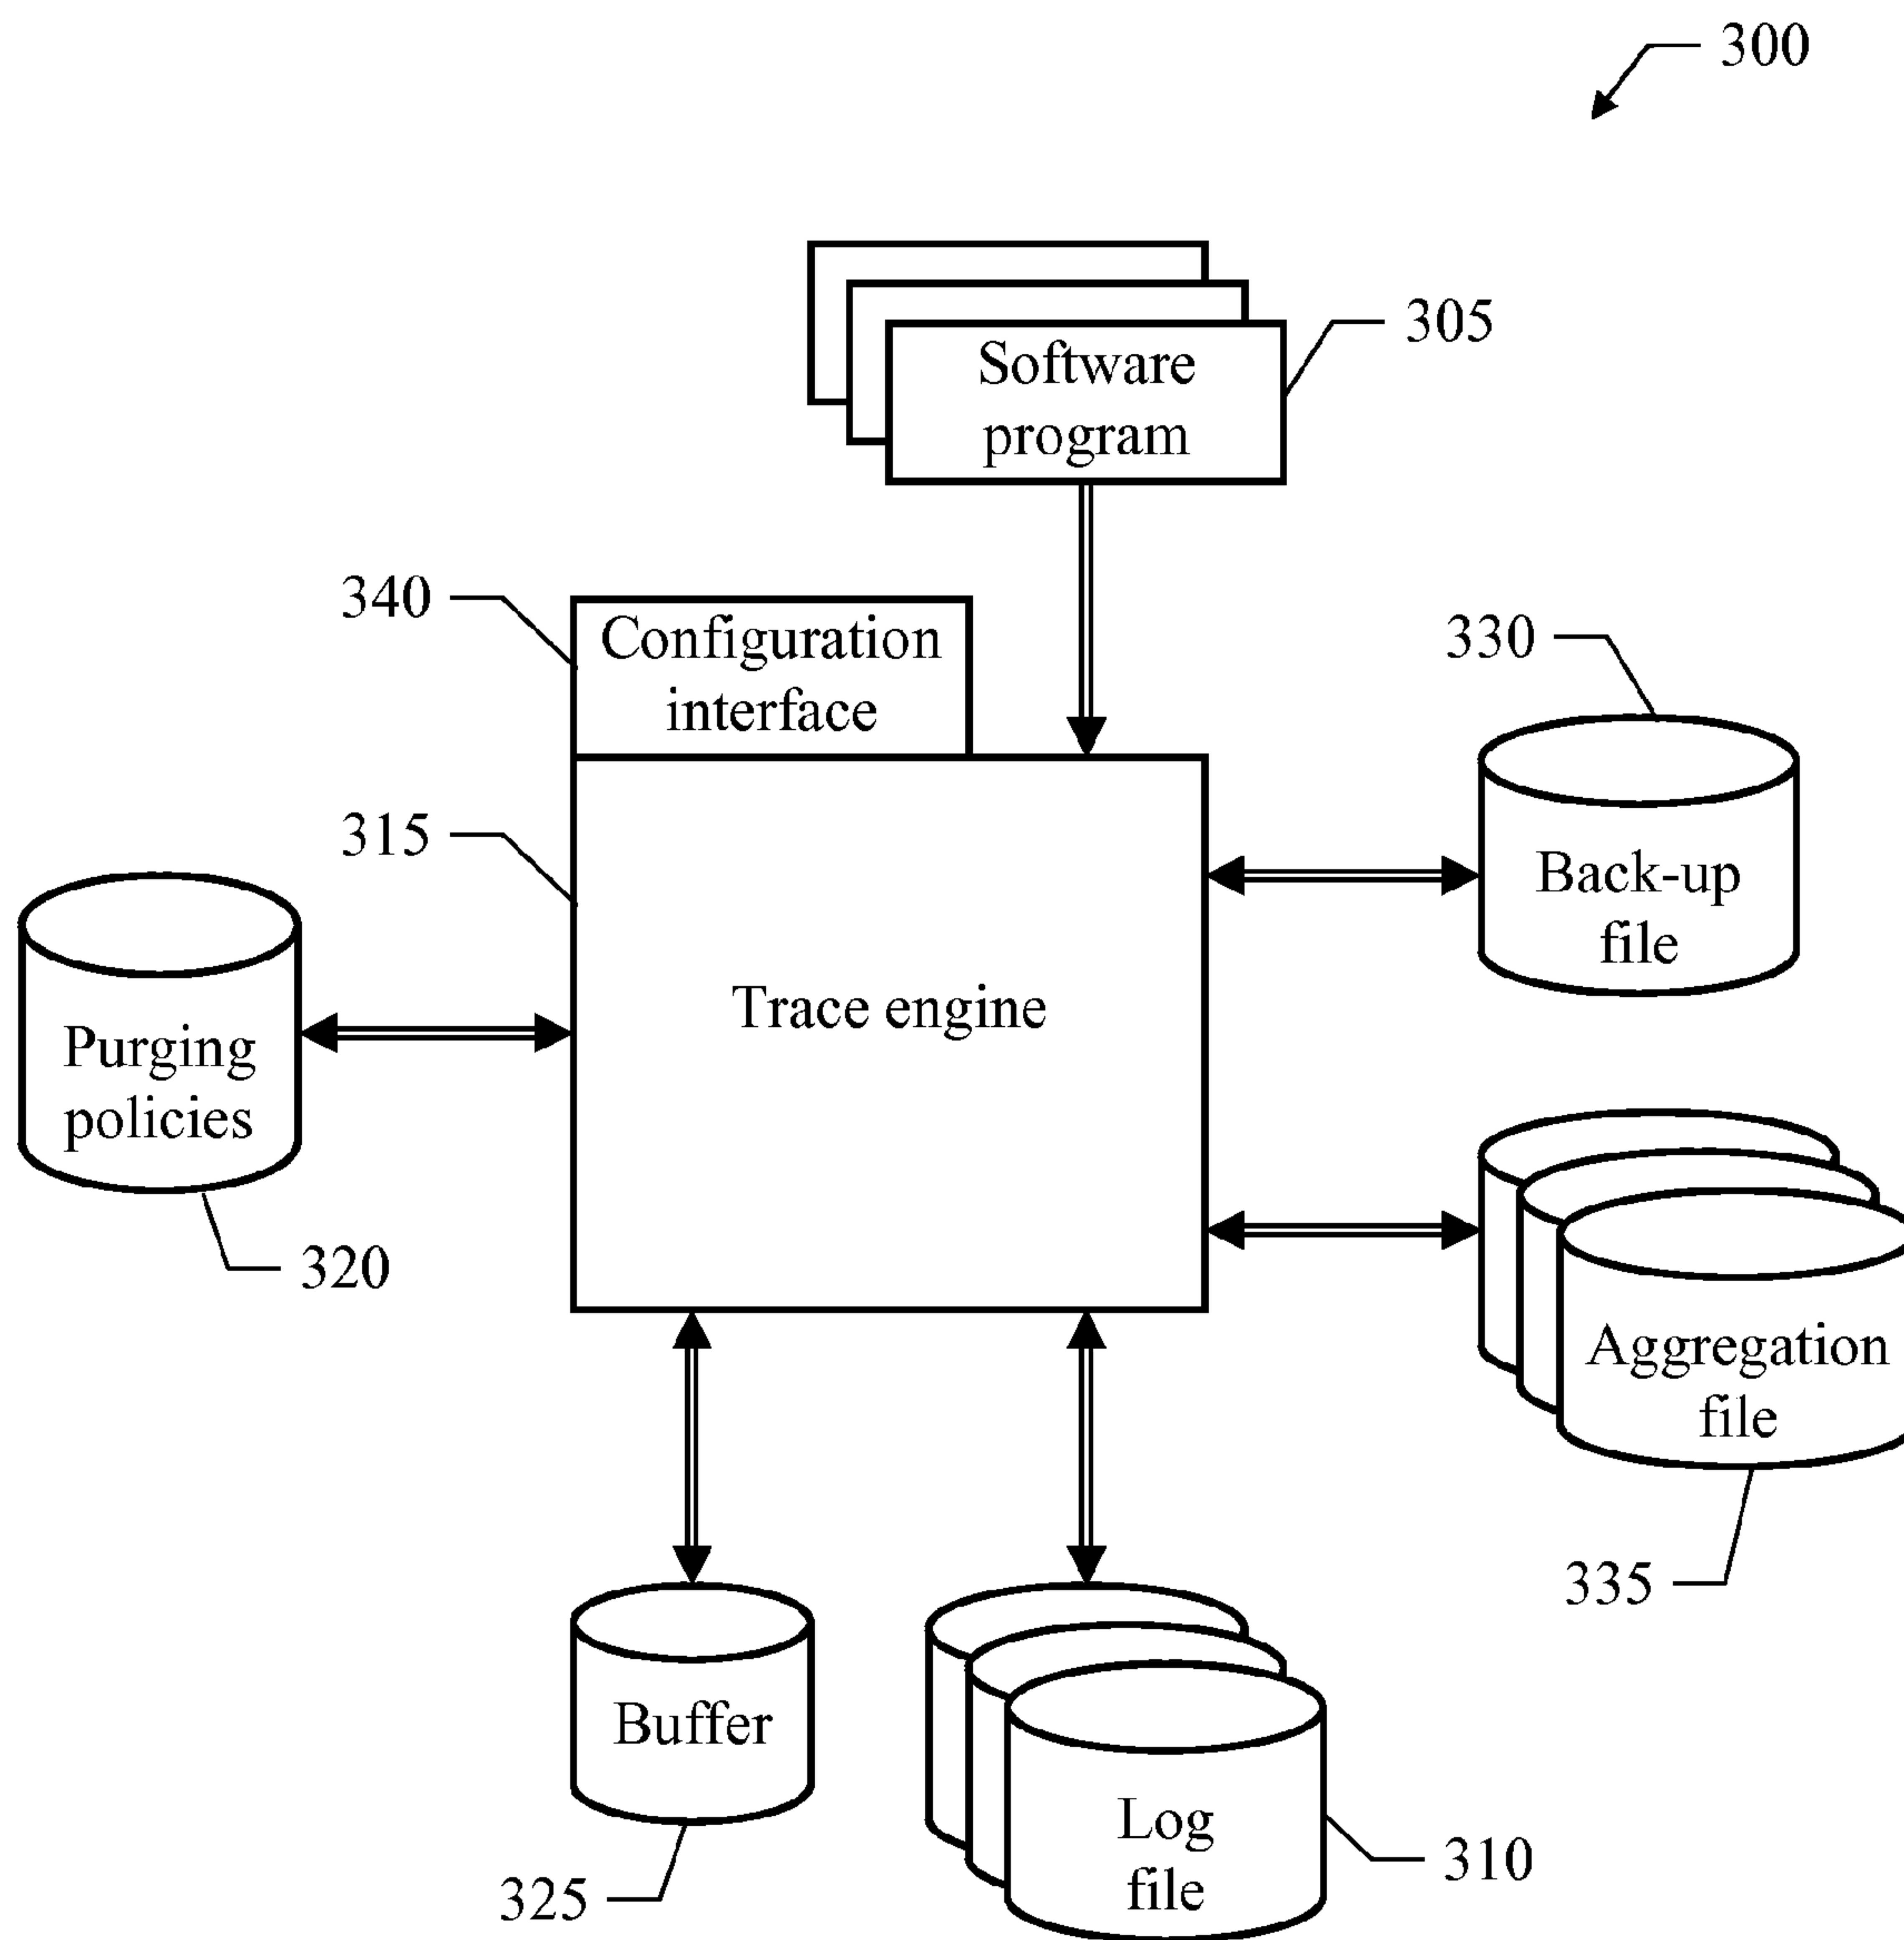 300
Software
program
305
340
Configuration
interface
330
315
Back-up
file
Trace engine
Purging
policies
320
Aggregation
file
335
Buffer
325
Log
file
310